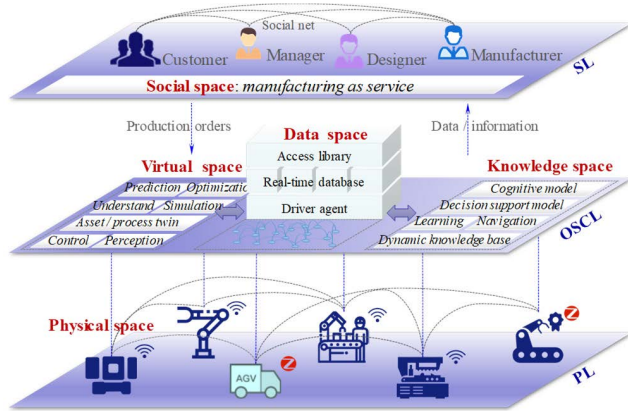 Social net
Customer
Manager
Designer
Manufacturer
SL
Social space: manufacturing as service
Production orders
Data space
Data / information
Access library
Virtual space
Knowledge space
Prediction Optimization
Real-time database
Cognitive model
Understand Simulation
Decision support model
Asset / process twin
Driver agent
Learning Navigation
Control Perception
Dynamic knowledge base
OSCL
Physical space
AGV
PL